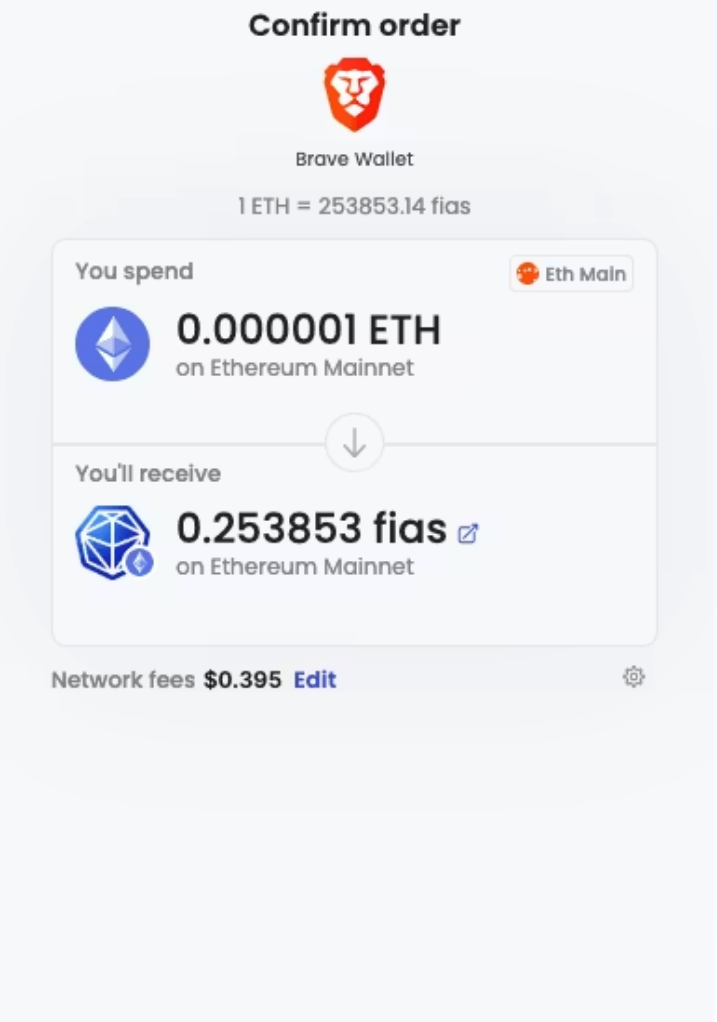 Confirm order
Brave Wallet
1 ETH = 253853.14 fias
You spend
Eth Main
0.000001 ETH
on Ethereum Mainnet
You'll receive
0.253853 fias
on Ethereum Mainnet
Network fees $0.395 Edit